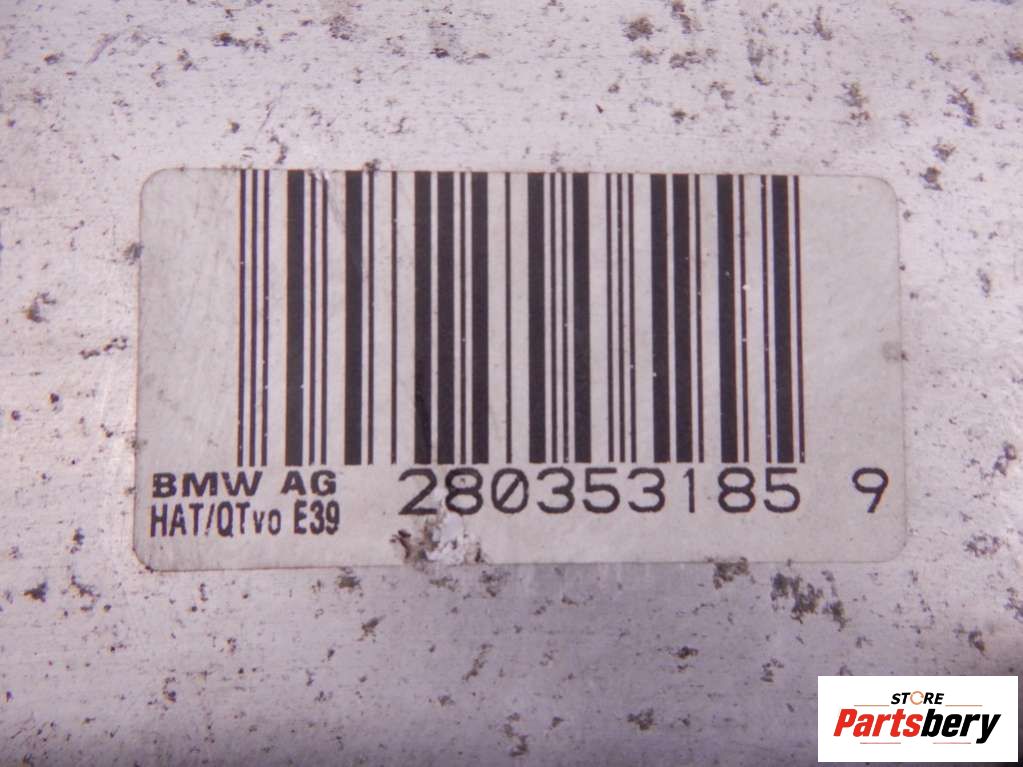 BMW AG 280353185 9
HAT/QTvo E39
STORE
Partsbery